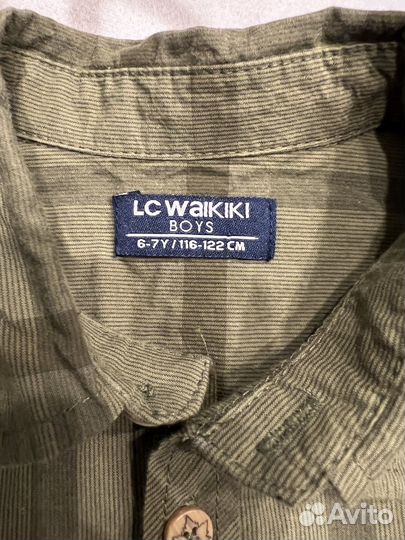 LC WAIKIKI
BOYS
6-7Y / 116-122 CM
Avito